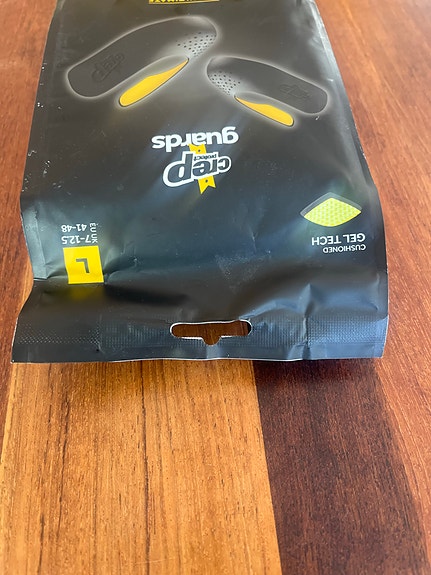 CUSHIONED
GEL TECH
L
UK 7-12.5
EU 41-48
crep
protect
guards